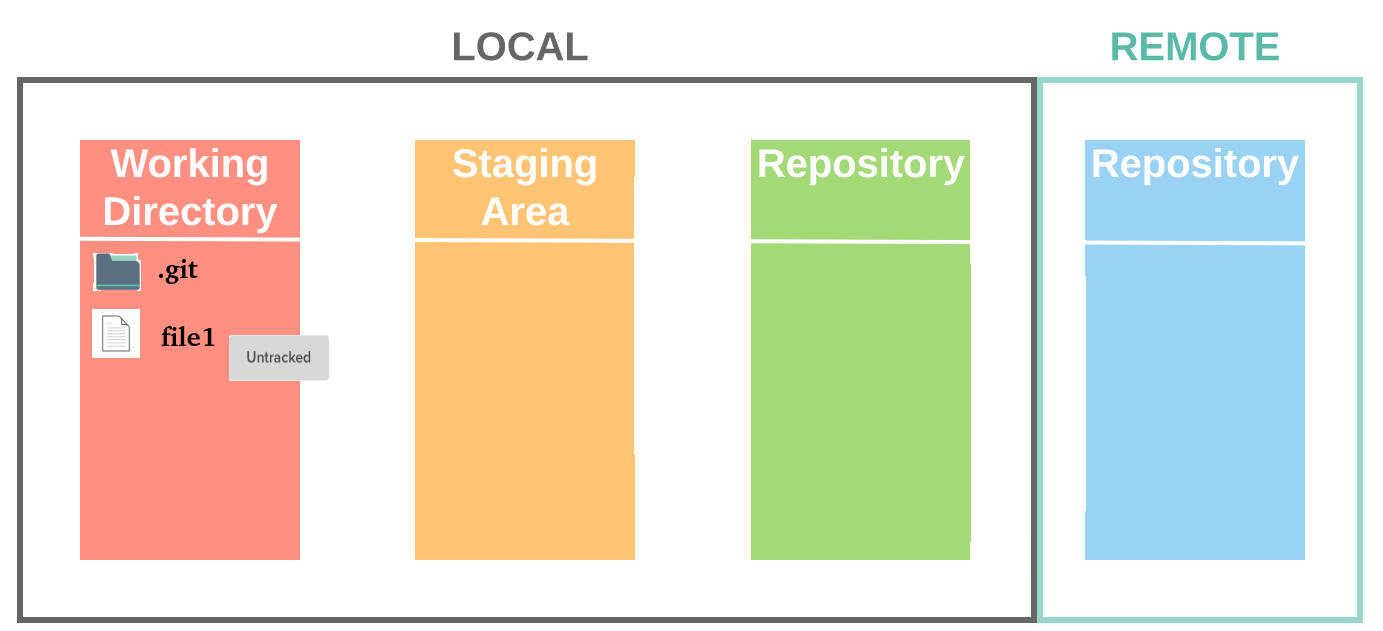 LOCAL
REMOTE
Working
Directory
.git
file1
Untracked
Staging
Area
Repository
Repository